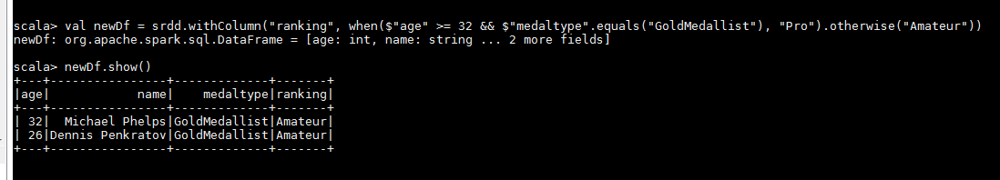 scala> val newDf = srdd.withColumn("ranking", when($"age" >= 32 && $"medaltype".equals("GoldMedallist"), "Pro").otherwise("Amateur"))
newDf: org.apache.spark.sql.DataFrame = [age: int, name: string ... 2 more fields]
scala> newDf.show()
+---+----------------+-------------+-------+
|age|            name|    medaltype|ranking|
+---+----------------+-------------+-------+
| 32|  Michael Phelps|GoldMedallist|Amateur|
| 26|Dennis Penkratov|GoldMedallist|Amateur|
+---+----------------+-------------+-------+